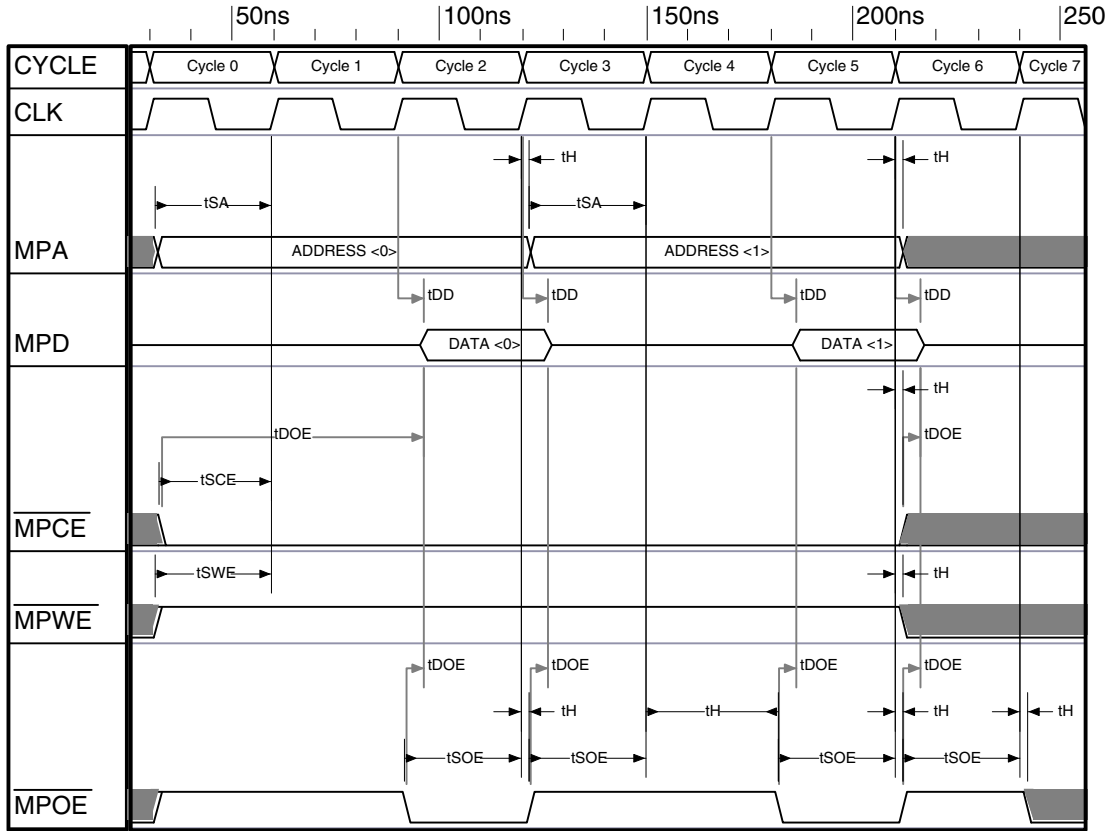 50ns 100ns 150ns 200ns 250
CYCLE Cycle 0 Cycle 1 Cycle 2 Cycle 3 Cycle 4 Cycle 5 Cycle 6 Cycle 7
CLK
tH tH
tSA tSA
MPA ADDRESS <0> ADDRESS <1>
tDD tDD tDD tDD
MPD DATA <0> DATA <1>
tH
tDOE tDOE
tSCE
MPCE
tSWE tH
MPWE
tDOE tDOE tDOE tDOE
tH tH tH tH
tSOE tSOE tSOE tSOE
MPOE